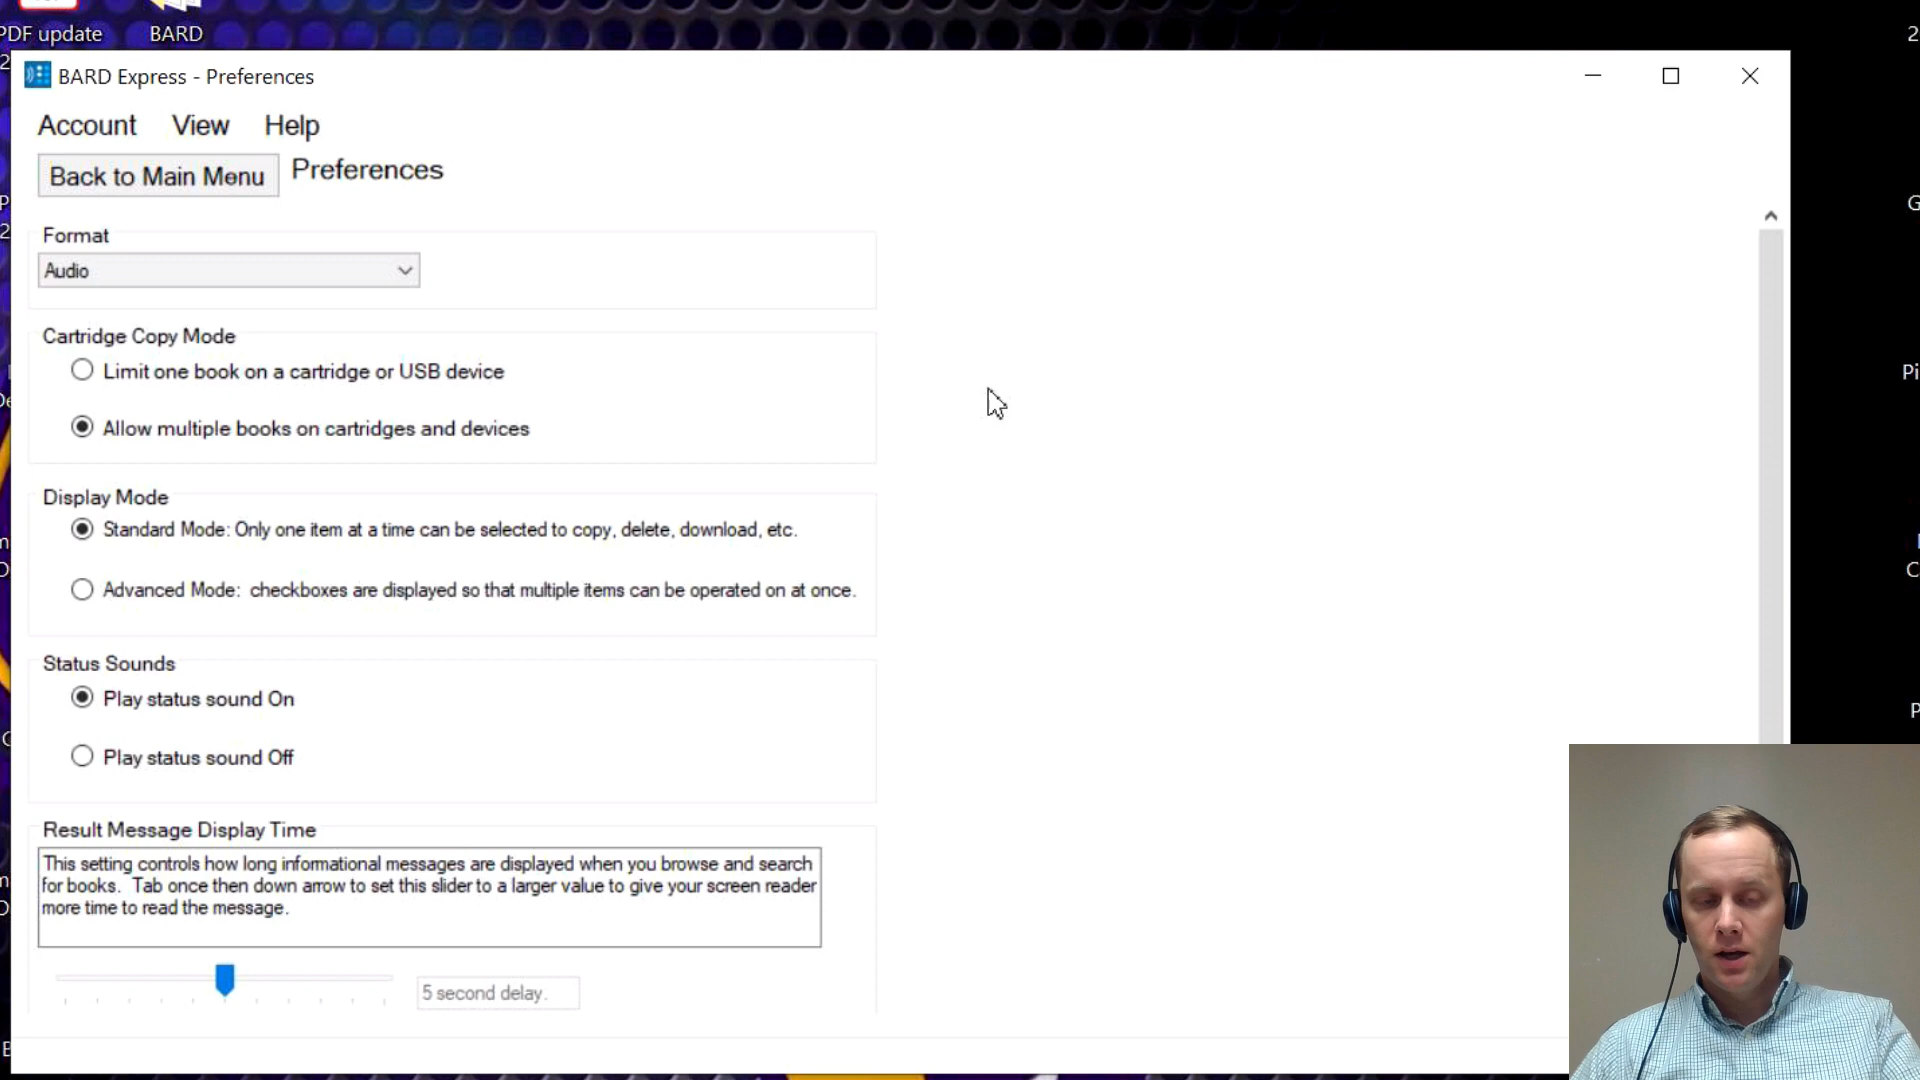 PDF update
BARD
BARD Express - Preferences
Account View Help
Back to Main Menu Preferences
Format
Audio
Cartridge Copy Mode
Limit one book on a cartridge or USB device
Allow multiple books on cartridges and devices
Display Mode
Standard Mode: Only one item at a time can be selected to copy, delete, download, etc.
Advanced Mode: checkboxes are displayed so that multiple items can be operated on at once.
Status Sounds
Play status sound On
Play status sound Off
Result Message Display Time
This setting controls how long informational messages are displayed when you browse and search
for books. Tab once then down arrow to set this slider to a larger value to give your screen reader
more time to read the message.
5 second delay.